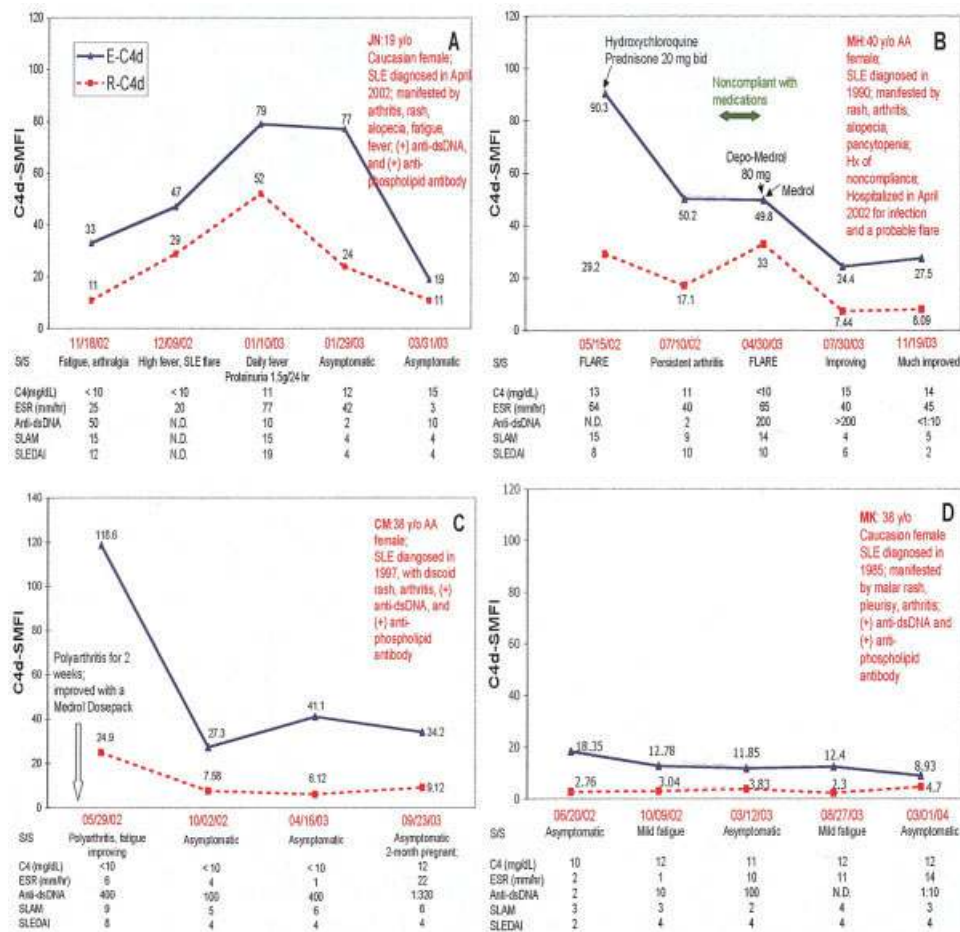 A
120
100
80
60
40
20
0
C4d-SMFI
E-C4d
R-C4d
JN:19 y/o
Caucasian female;
SLE diagnosed in April
2002; manifested by
arthritis, rash,
alopecia, fatigue,
fever; (+) anti-dsDNA,
and (+) anti-
phospholipid antibody
33 47 79 77 19
11 29 52 24 11
11/18/02 12/09/02 01/10/03 01/29/03 03/31/03
S/S Fatigue, arthralgia High fever, SLE flare Daily fever Asymptomatic Asymptomatic
Proteinuria 1.5g/24 hr
C4(mg/dL) < 10 < 10 11 12 15
ESR (mm/hr) 25 20 77 42 3
Anti-dsDNA 50 N.D. 10 2 10
SLAM 15 N.D. 15 4 4
SLEDAI 12 N.D. 19 4 4
B
120
100
80
60
40
20
0
C4d-SMFI
Hydroxychloroquine
Prednisone 20 mg bid
Noncompliant with
medications
Depo-Medrol
80 mg
Medrol
MH:40 y/o AA
female;
SLE diagnosed in
1990; manifested by
rash, arthritis,
alopecia,
pancytopenia;
Hx of
noncompliance;
Hospitalized in April
2002 for infection
and a probable flare
90.3 50.2 49.8 24.4 27.5
29.2 17.1 33 7.44 8.09
05/15/02 07/10/02 04/30/03 07/30/03 11/19/03
S/S FLARE Persistent arthritis FLARE Improving Much improved
C4 (mg/dL) 13 11 <10 15 14
ESR (mm/hr) 64 40 65 40 45
Anti-dsDNA N.D. 2 200 >200 <1:10
SLAM 15 9 14 4 5
SLEDAI 8 10 10 6 2
C
140
120
100
80
60
40
20
0
C4d-SMFI
Polyarthritis for 2
weeks;
improved with a
Medrol Dosepack
CM:38 y/o AA
female;
SLE diangosed in
1997, with discoid
rash, arthritis, (+)
anti-dsDNA, and
(+) anti-
phospholipid
antibody
118.6 27.3 41.1 34.2
24.9 7.58 6.12 9.12
05/29/02 10/02/02 04/16/03 09/23/03
S/S Polyarthritis, fatigue Asymptomatic Asymptomatic Asymptomatic
improving 2-month pregnant;
C4 (mg/dL) <10 < 10 < 10 12
ESR (mm/hr) 6 4 1 22
Anti-dsDNA 400 100 400 1:320
SLAM 9 5 6 6
SLEDAI 8 4 4 4
D
120
100
80
60
40
20
0
C4d-SMFI
MK: 38 y/o
Caucasion female
SLE diagnosed in
1985; manifested
by malar rash,
pleurisy, arthritis;
(+) anti-dsDNA and
(+) anti-
phospholipid
antibody
18.35 12.78 11.85 12.4 8.93
2.76 3.04 3.83 2.3 4.7
06/20/02 10/09/02 03/12/03 08/27/03 03/01/04
S/S Asymptomatic Mild fatigue Asymptomatic Mild fatigue Asymptomatic
C4 (mg/dL) 10 12 11 12 12
ESR (mm/hr) 2 1 10 11 14
Anti-dsDNA 2 10 100 N.D. 1:10
SLAM 3 3 2 4 3
SLEDAI 2 4 4 4 4